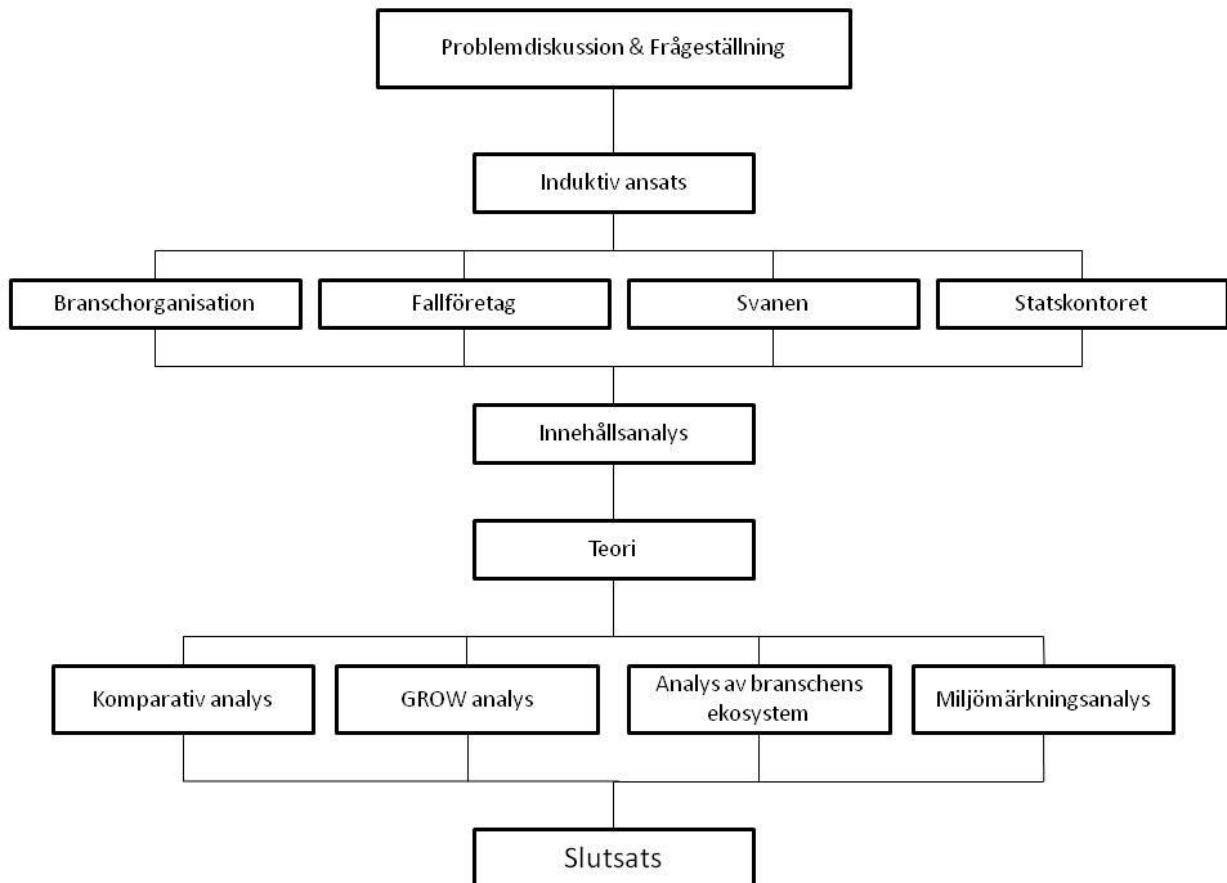 Problemdiskussion & Frågeställning
Induktiv ansats
Branschorganisation
Fallföretag
Svanen
Statskontoret
Innehållsanalys
Teori
Komparativ analys
GROW analys
Analys av branschens
ekosystem
Miljömärkningsanalys
Slutsats